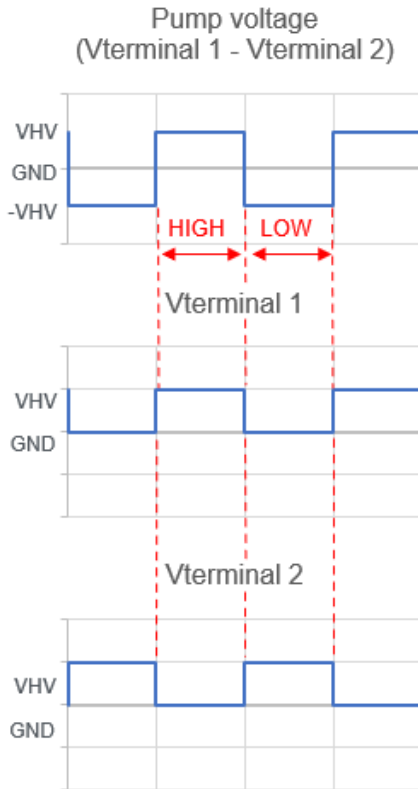 Pump voltage
(Vterminal 1 - Vterminal 2)
VHV
GND
-VHV
HIGH
LOW
Vterminal 1
VHV
GND
Vterminal 2
VHV
GND